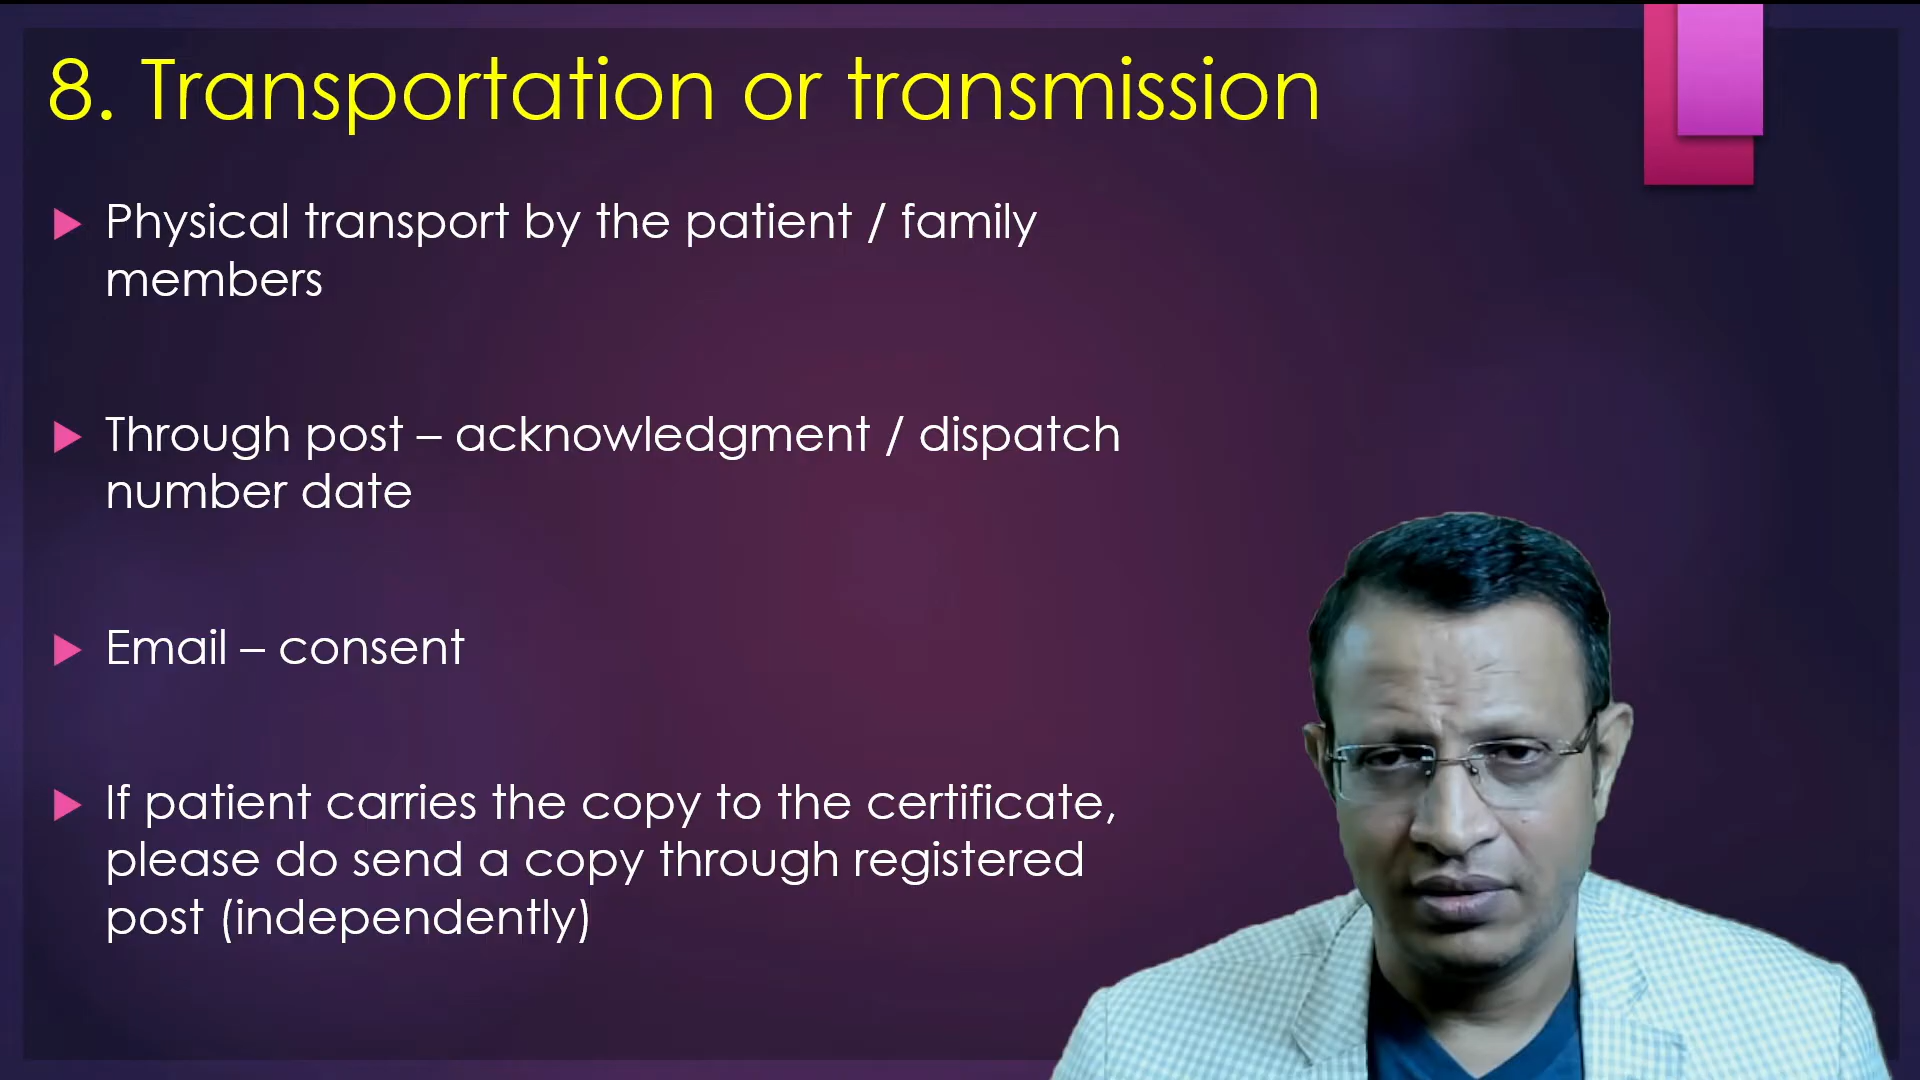 8. Transportation or transmission
Physical transport by the patient / family
members
Through post – acknowledgment / dispatch
number date
Email – consent
If patient carries the copy to the certificate,
please do send a copy through registered
post (independently)